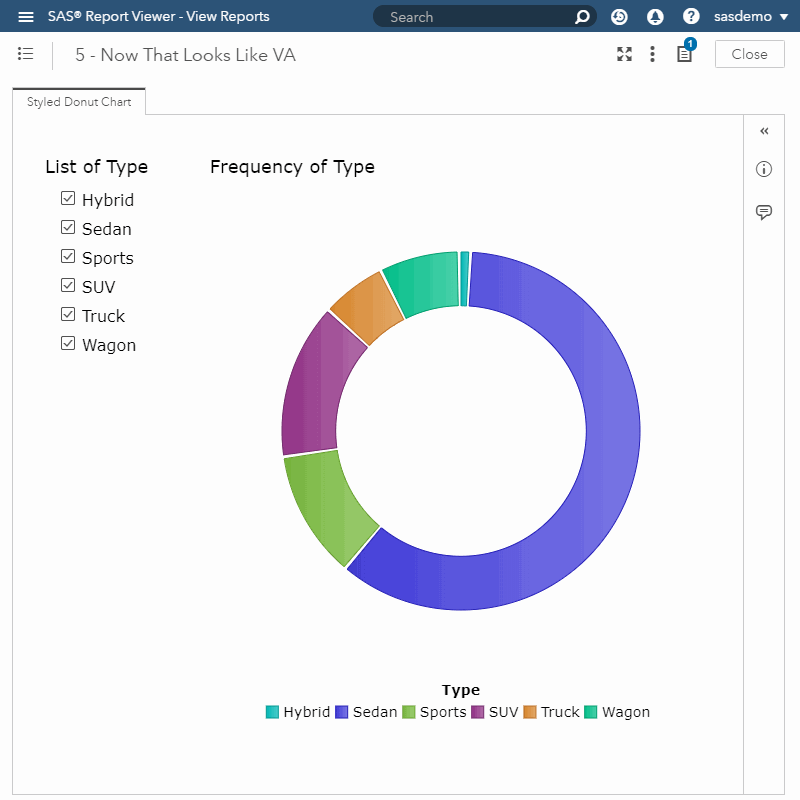 SAS® Report Viewer - View Reports
Search
sasdemo
5 - Now That Looks Like VA
1
Close
Styled Donut Chart
List of Type
Frequency of Type
Hybrid
Sedan
Sports
SUV
Truck
Wagon
Type
Hybrid Sedan Sports SUV Truck Wagon